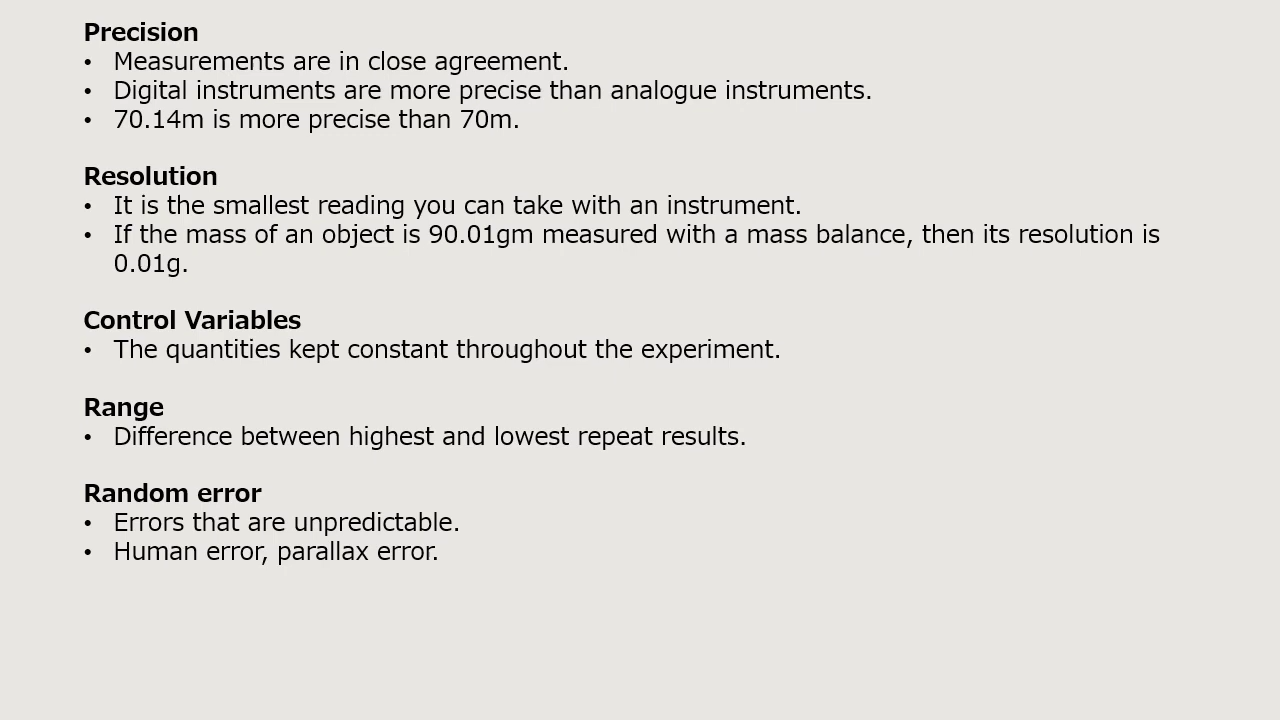 Precision
• Measurements are in close agreement.
• Digital instruments are more precise than analogue instruments.
• 70.14m is more precise than 70m.
Resolution
• It is the smallest reading you can take with an instrument.
• If the mass of an object is 90.01gm measured with a mass balance, then its resolution is
0.01g.
Control Variables
• The quantities kept constant throughout the experiment.
Range
• Difference between highest and lowest repeat results.
Random error
• Errors that are unpredictable.
• Human error, parallax error.